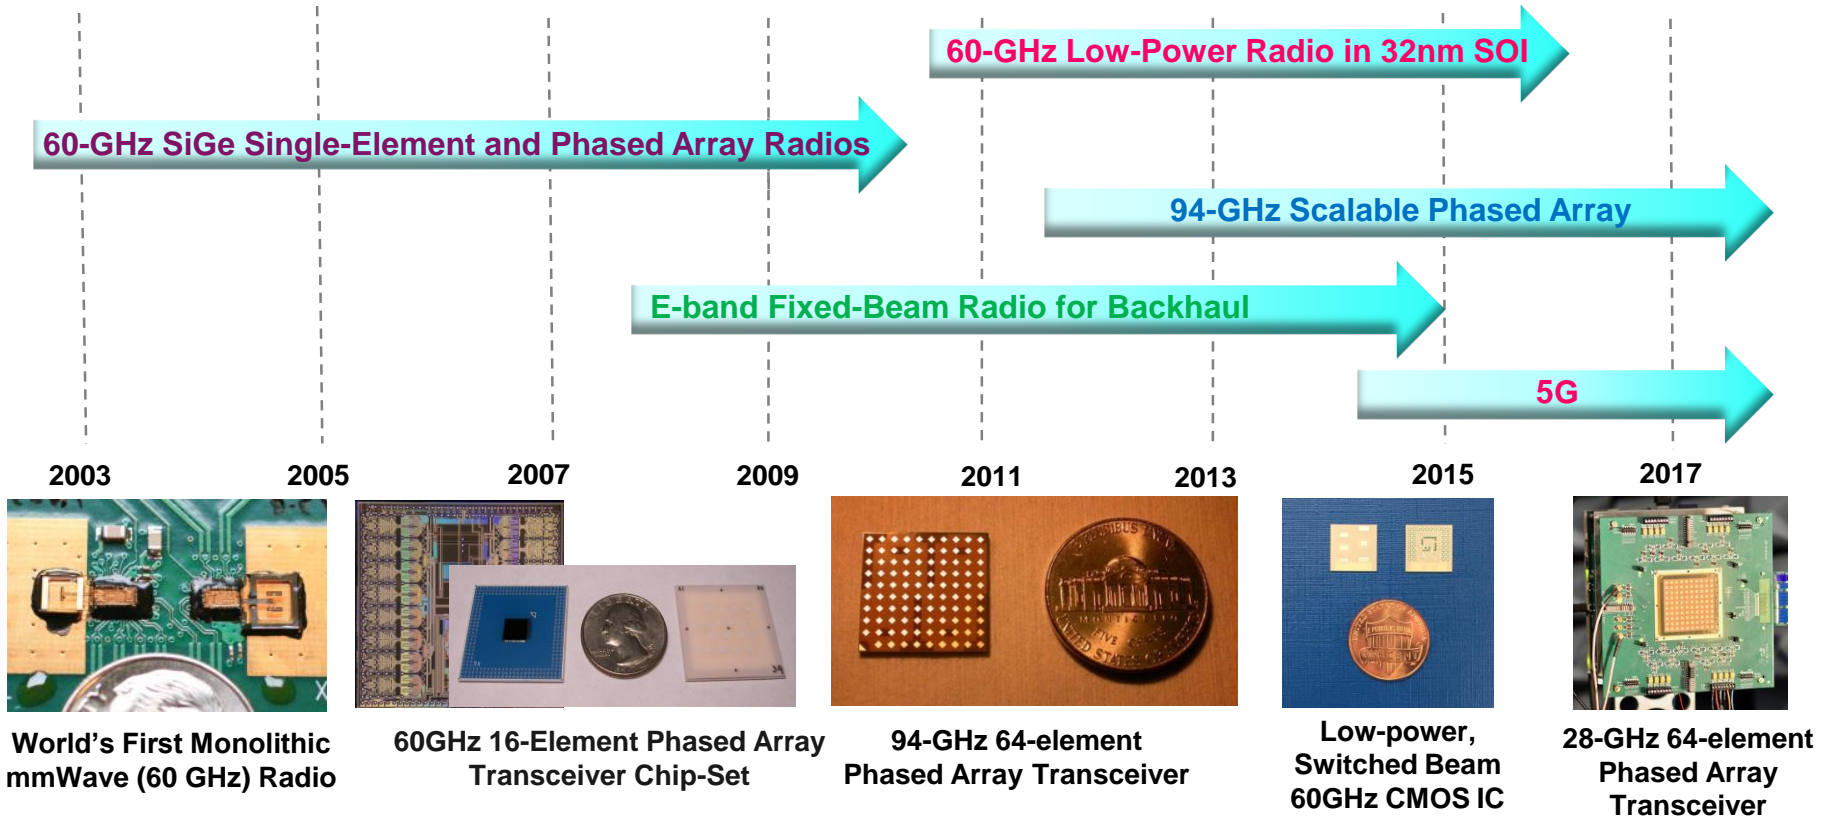 60-GHz Low-Power Radio in 32nm SOI
60-GHz SiGe Single-Element and Phased Array Radios
94-GHz Scalable Phased Array
E-band Fixed-Beam Radio for Backhaul
5G
2003
2005
2007
2009
2011
2013
2015
2017
World's First Monolithic
mmWave (60 GHz) Radio
60GHz 16-Element Phased Array
Transceiver Chip-Set
94-GHz 64-element
Phased Array Transceiver
Low-power,
Switched Beam
60GHz CMOS IC
28-GHz 64-element
Phased Array
Transceiver